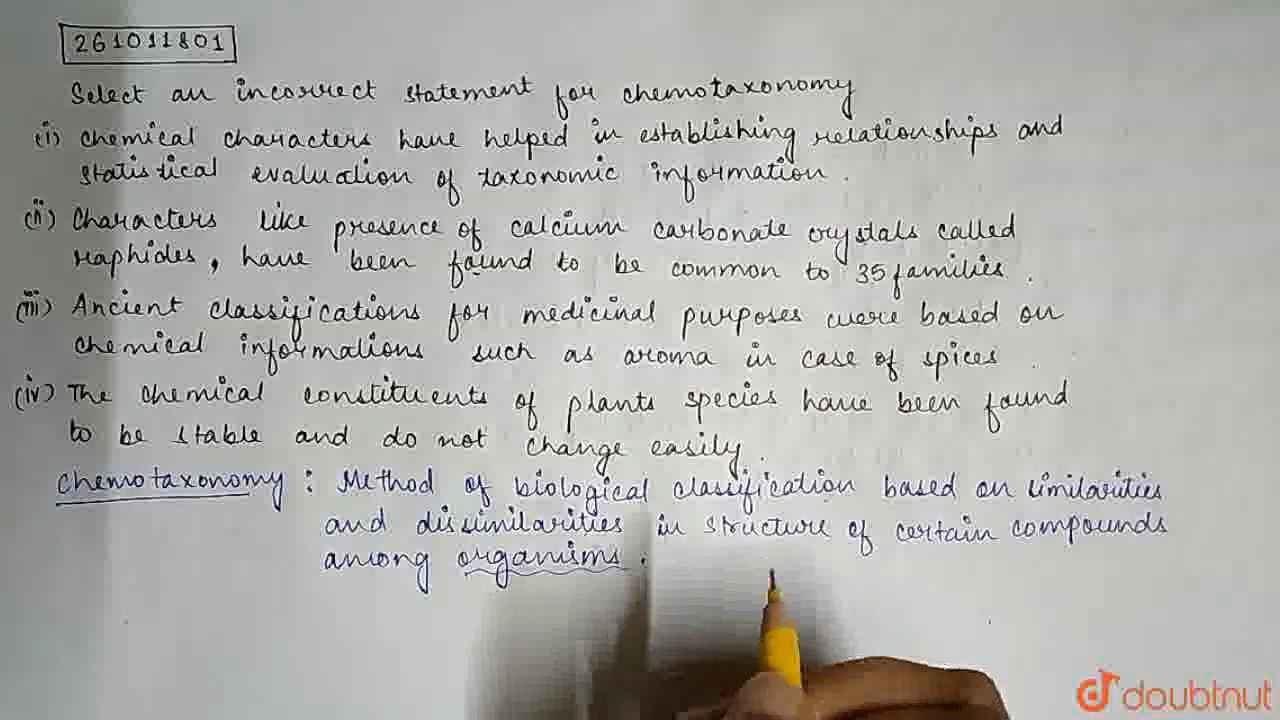 261011801
Select an incorrect statement for chemotaxonomy
(i) Chemical characters have helped in establishing relationships and
statistical evaluation of taxonomic information.
(ii) Characters like presence of calcium carbonate crystals called
raphides, have been found to be common to 35 families.
(iii) Ancient classifications for medicinal purposes were based on
chemical informations such as aroma in case of spices.
(iv) The chemical constituents of plants species have been found
to be stable and do not change easily.
Chemotaxonomy : Method of biological classification based on similarities
and dissimilarities in structure of certain compounds
among organisms.
doubtnut